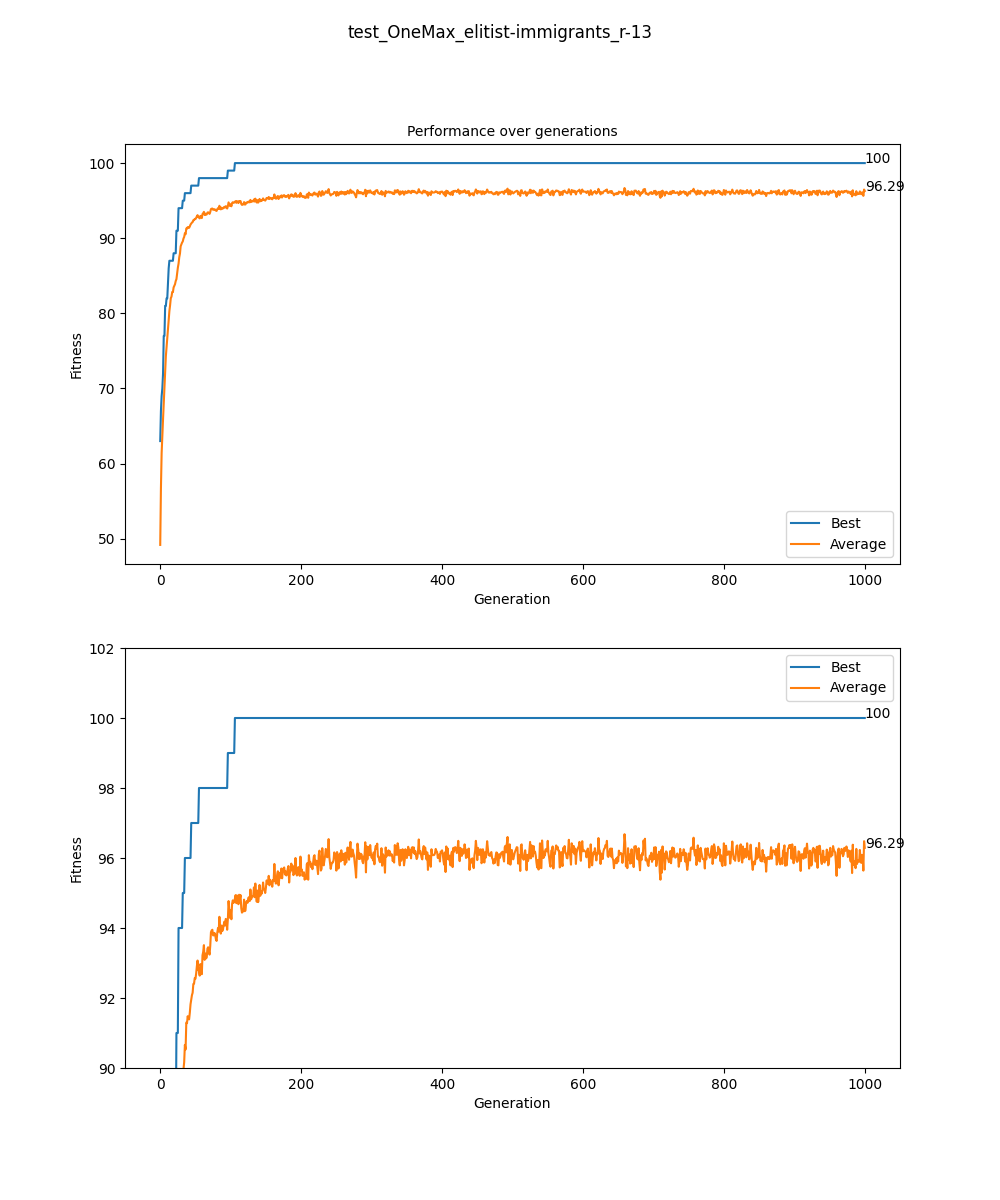 test_OneMax_elitist-immigrants_r-13
Performance over generations
100
96.29
100
90
80
70
60
50
Fitness
Best
Average
0 200 400 600 800 1000
Generation
102
100
98
96
94
92
90
Fitness
Best
Average
100
96.29
0 200 400 600 800 1000
Generation